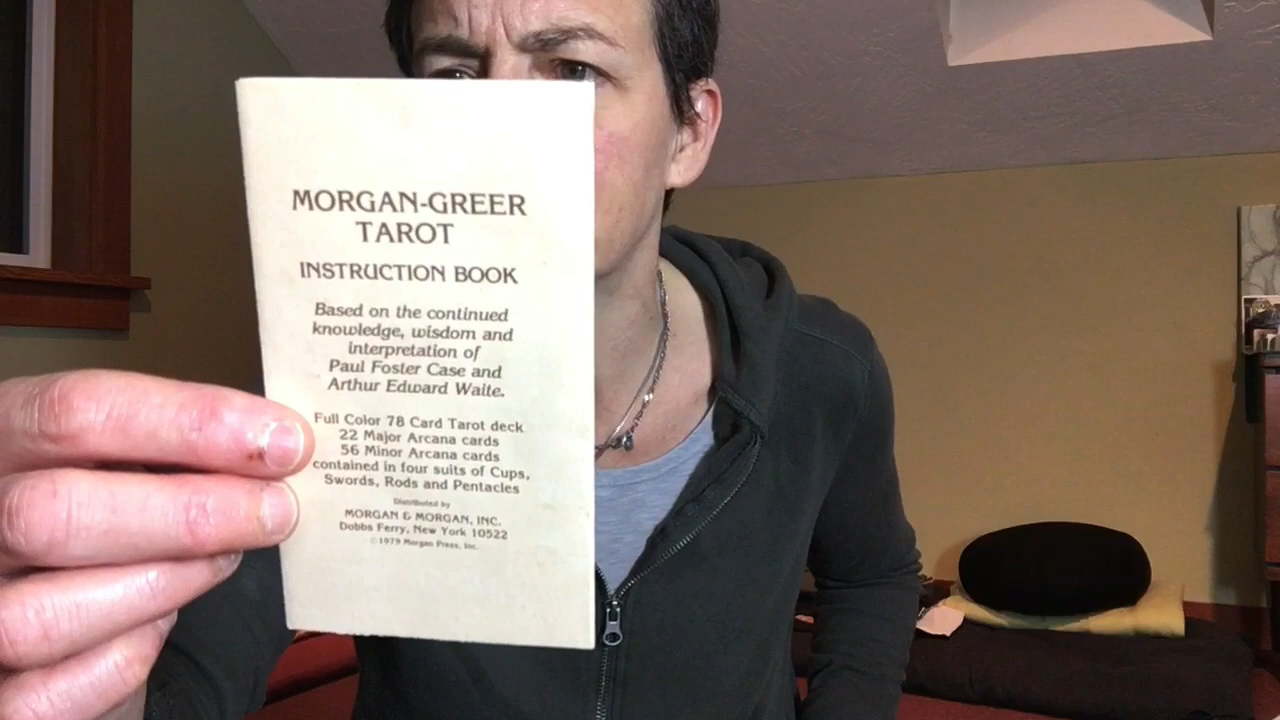 MORGAN-GREER
TAROT
INSTRUCTION BOOK
Based on the continued
knowledge, wisdom and
interpretation of
Paul Foster Case and
Arthur Edward Waite.
Full Color 78 Card Tarot deck
22 Major Arcana cards
56 Minor Arcana cards
contained in four suits of Cups,
Swords, Rods and Pentacles
Distributed by
MORGAN & MORGAN, INC.
Dobbs Ferry, New York 10522
©1979 Morgan Press, Inc.